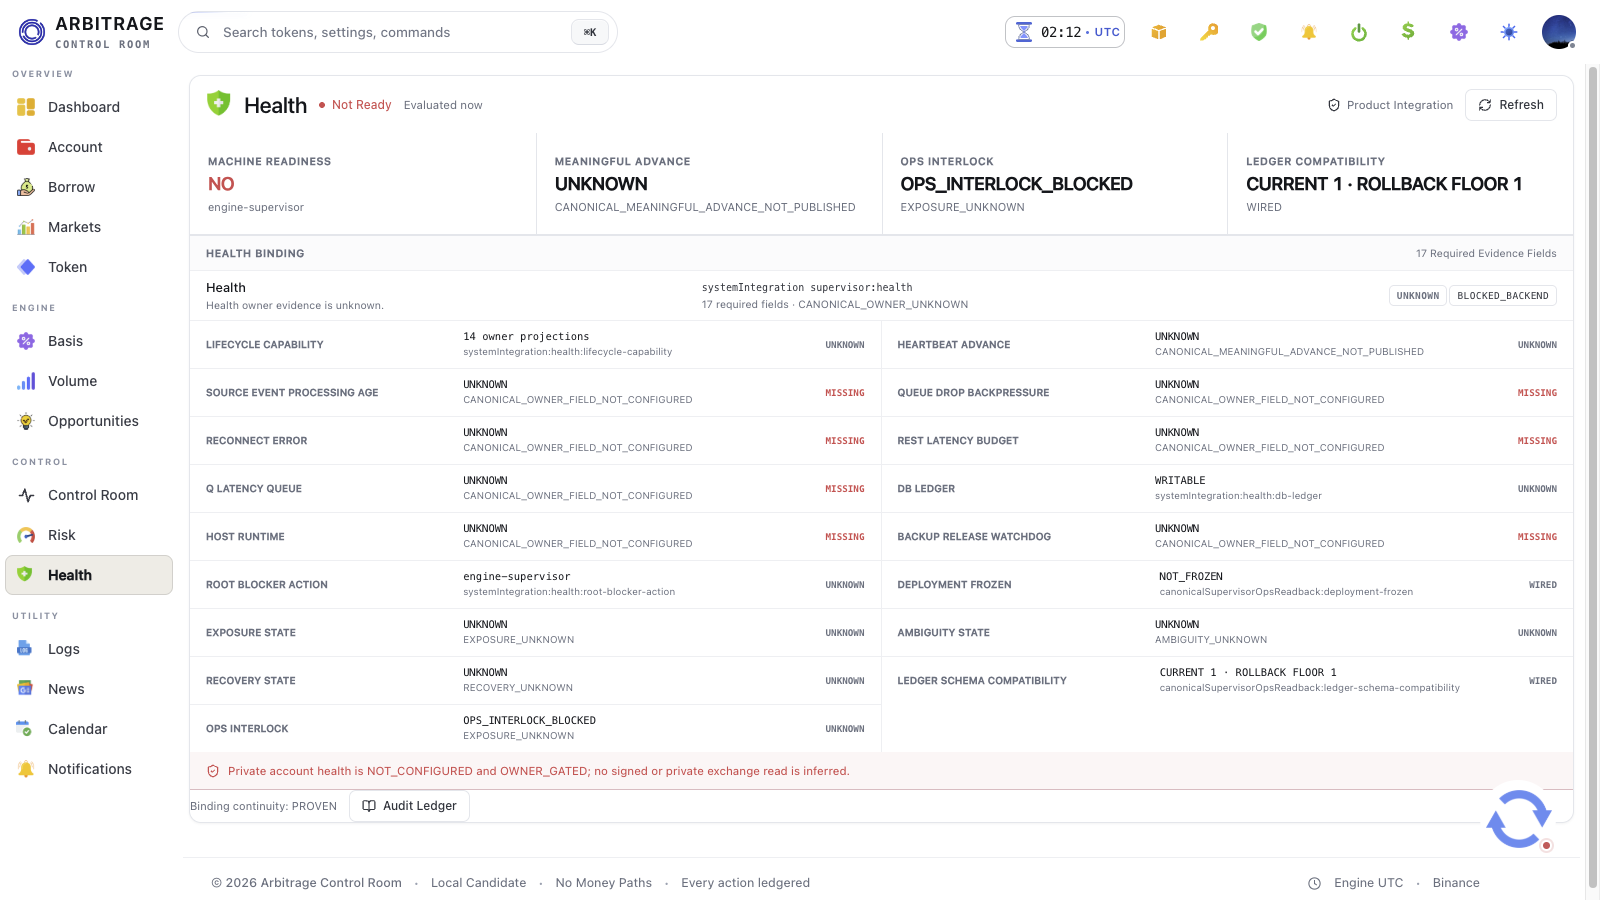 ARBITRAGE
CONTROL ROOM
Search tokens, settings, commands
⌘K
02:12 • UTC
OVERVIEW
Dashboard
Account
Borrow
Markets
Token
ENGINE
Basis
Volume
Opportunities
CONTROL
Control Room
Risk
Health
UTILITY
Logs
News
Calendar
Notifications
Health
Not Ready
Evaluated now
Product Integration
Refresh
MACHINE READINESS
NO
engine-supervisor
MEANINGFUL ADVANCE
UNKNOWN
CANONICAL_MEANINGFUL_ADVANCE_NOT_PUBLISHED
OPS INTERLOCK
OPS_INTERLOCK_BLOCKED
EXPOSURE_UNKNOWN
LEDGER COMPATIBILITY
CURRENT 1 · ROLLBACK FLOOR 1
WIRED
HEALTH BINDING
17 Required Evidence Fields
Health
Health owner evidence is unknown.
systemIntegration supervisor:health
17 required fields · CANONICAL_OWNER_UNKNOWN
UNKNOWN
BLOCKED_BACKEND
LIFECYCLE CAPABILITY
14 owner projections
systemIntegration:health:lifecycle-capability
UNKNOWN
HEARTBEAT ADVANCE
UNKNOWN
CANONICAL_MEANINGFUL_ADVANCE_NOT_PUBLISHED
UNKNOWN
SOURCE EVENT PROCESSING AGE
UNKNOWN
CANONICAL_OWNER_FIELD_NOT_CONFIGURED
MISSING
QUEUE DROP BACKPRESSURE
UNKNOWN
CANONICAL_OWNER_FIELD_NOT_CONFIGURED
MISSING
RECONNECT ERROR
UNKNOWN
CANONICAL_OWNER_FIELD_NOT_CONFIGURED
MISSING
REST LATENCY BUDGET
UNKNOWN
CANONICAL_OWNER_FIELD_NOT_CONFIGURED
MISSING
Q LATENCY QUEUE
UNKNOWN
CANONICAL_OWNER_FIELD_NOT_CONFIGURED
MISSING
DB LEDGER
WRITABLE
systemIntegration:health:db-ledger
UNKNOWN
HOST RUNTIME
UNKNOWN
CANONICAL_OWNER_FIELD_NOT_CONFIGURED
MISSING
BACKUP RELEASE WATCHDOG
UNKNOWN
CANONICAL_OWNER_FIELD_NOT_CONFIGURED
MISSING
ROOT BLOCKER ACTION
engine-supervisor
systemIntegration:health:root-blocker-action
UNKNOWN
DEPLOYMENT FROZEN
NOT_FROZEN
canonicalSupervisorOpsReadback:deployment-frozen
WIRED
EXPOSURE STATE
UNKNOWN
EXPOSURE_UNKNOWN
UNKNOWN
AMBIGUITY STATE
UNKNOWN
AMBIGUITY_UNKNOWN
UNKNOWN
RECOVERY STATE
UNKNOWN
RECOVERY_UNKNOWN
UNKNOWN
LEDGER SCHEMA COMPATIBILITY
CURRENT 1 · ROLLBACK FLOOR 1
canonicalSupervisorOpsReadback:ledger-schema-compatibility
WIRED
OPS INTERLOCK
OPS_INTERLOCK_BLOCKED
EXPOSURE_UNKNOWN
UNKNOWN
Private account health is NOT_CONFIGURED and OWNER_GATED; no signed or private exchange read is inferred.
Binding continuity: PROVEN
Audit Ledger
© 2026 Arbitrage Control Room · Local Candidate · No Money Paths · Every action ledgered
Engine UTC · Binance